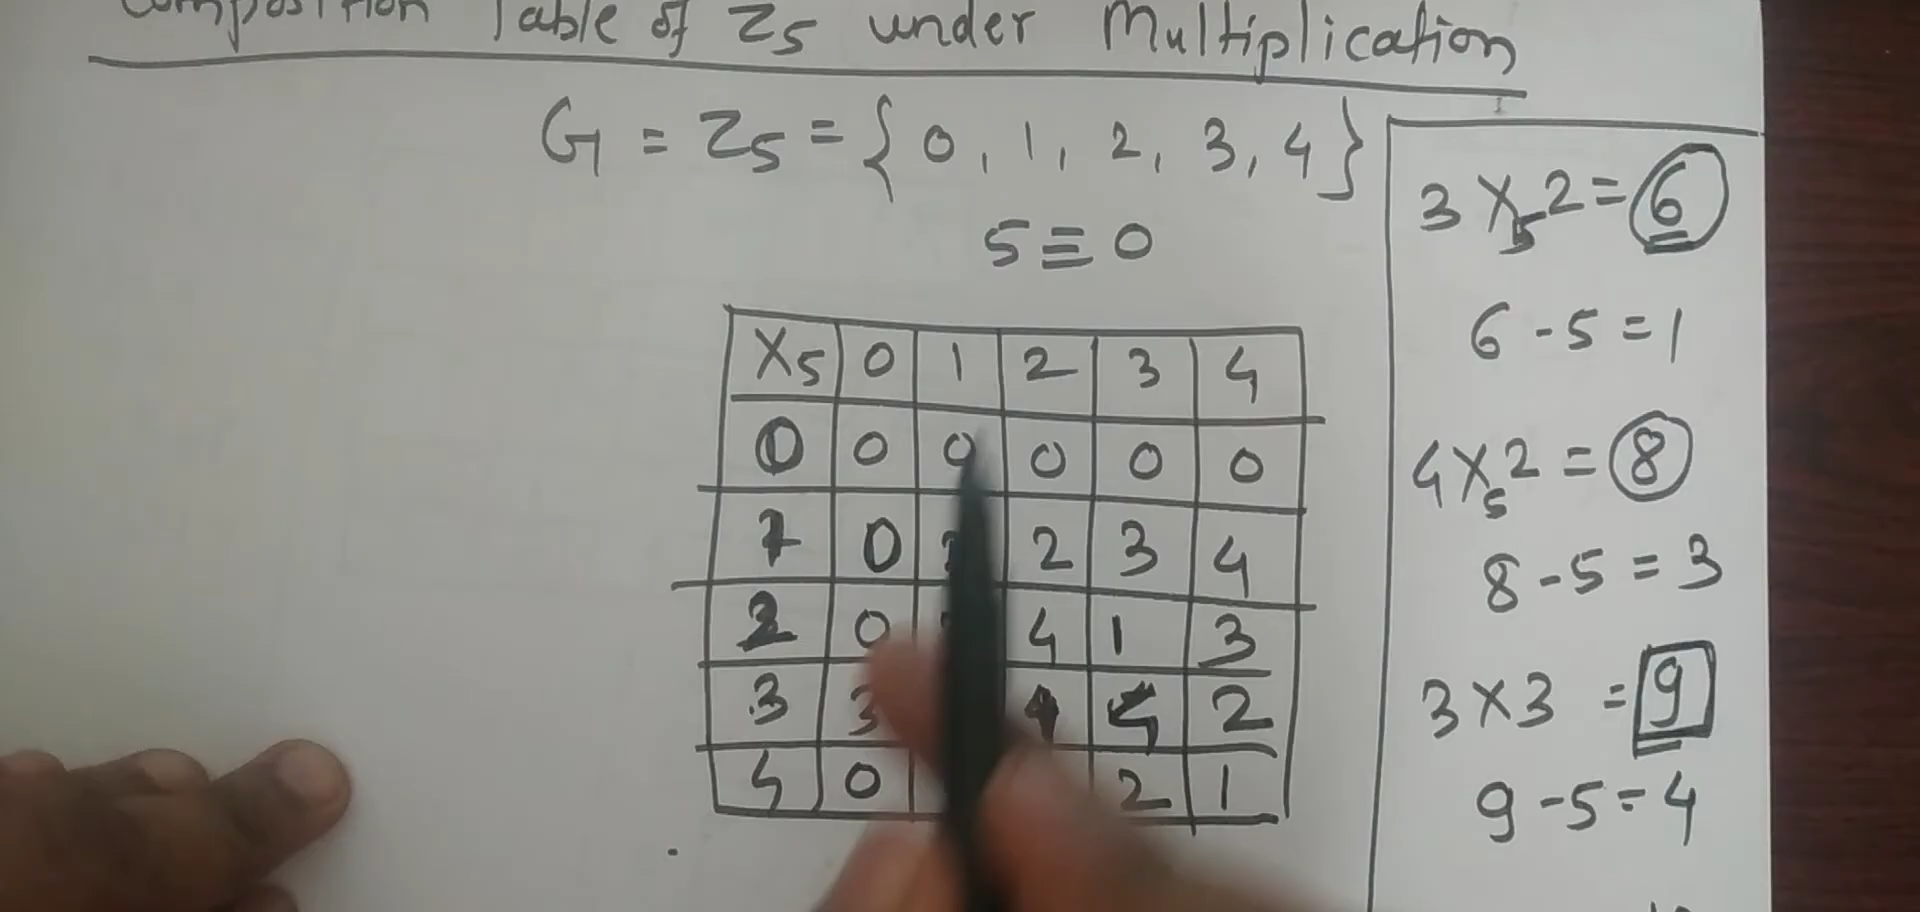 Composition Table of Z5 under Multiplication
G = Z5 = { 0, 1, 2, 3, 4 }
5 ≡ 0
X5 0 1 2 3 4
0 0 0 0 0 0
1 0 2 3 4
2 0 4 1 3
3 3 4 4 2
4 0 2 1
3 X5 2 = 6
6 - 5 = 1
4 X5 2 = 8
8 - 5 = 3
3 X 3 = 9
9 - 5 = 4